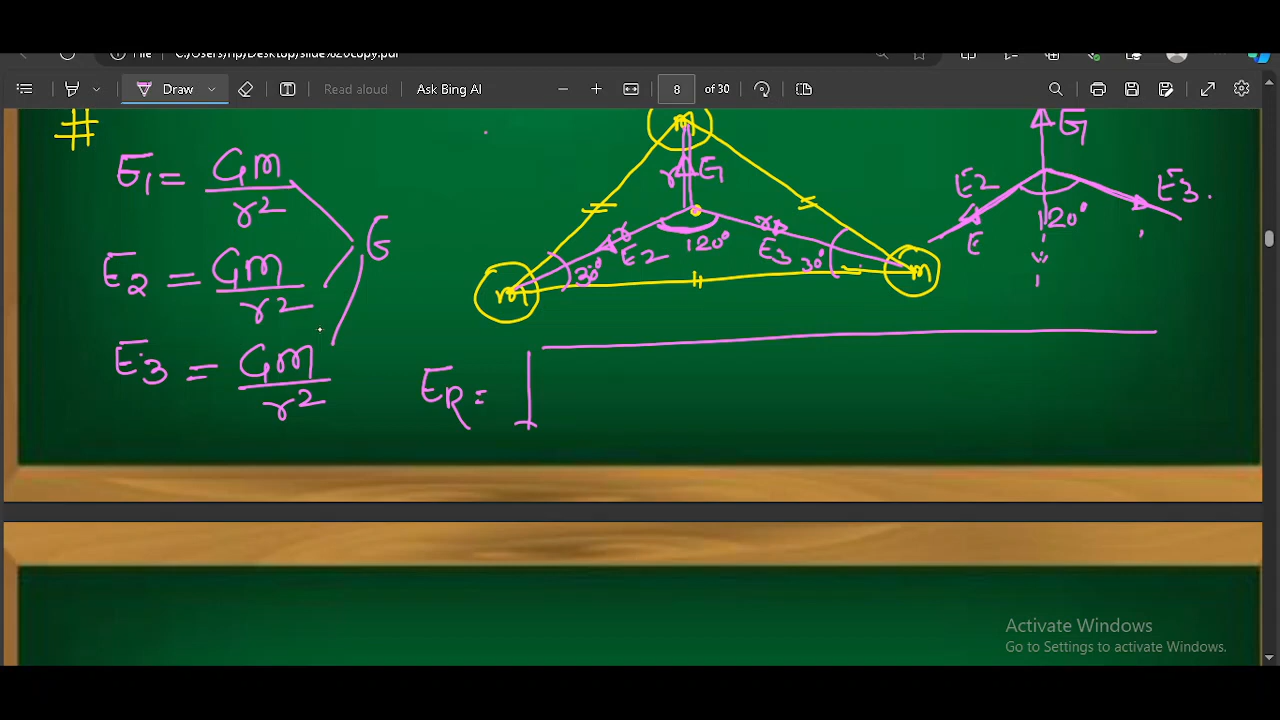 File C:/Users/hp/Desktop/slide%20copy.pdf
Draw Read aloud Ask Bing AI 8 of 30
#
E1 = Gm/r2
E2 = Gm/r2
E3 = Gm/r2
E
m
r E1
r E2 120° r E3
30° 30°
m m
E1
E2 E3
E 120°
ER =
Activate Windows
Go to Settings to activate Windows.